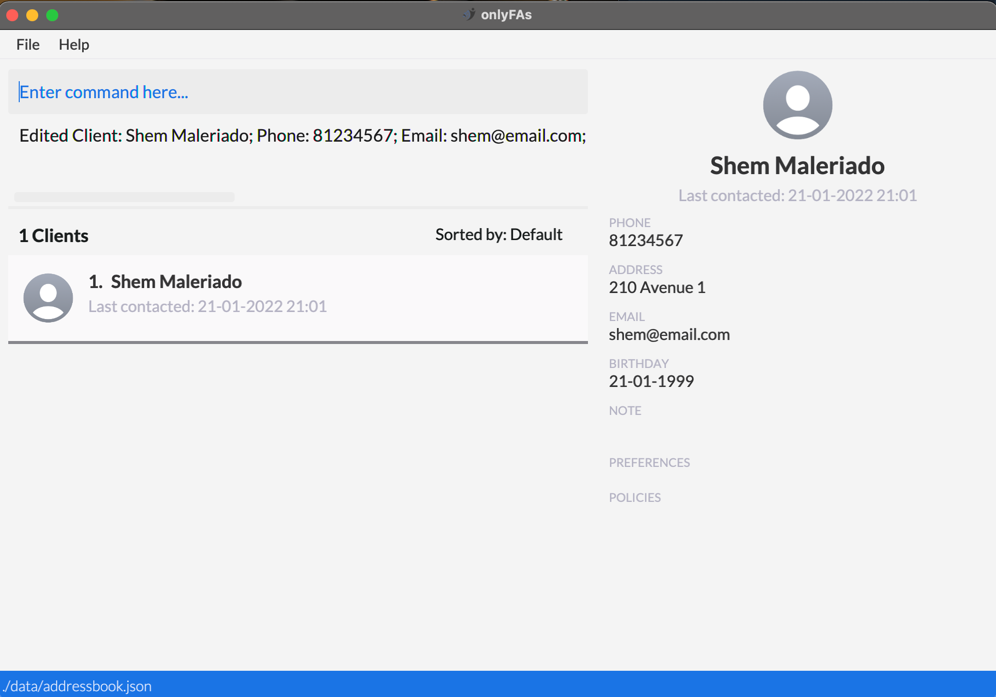 onlyFAs
File Help
Enter command here...
Edited Client: Shem Maleriado; Phone: 81234567; Email: shem@email.com;
1 Clients
Sorted by: Default
1. Shem Maleriado
Last contacted: 21-01-2022 21:01
Shem Maleriado
Last contacted: 21-01-2022 21:01
PHONE
81234567
ADDRESS
210 Avenue 1
EMAIL
shem@email.com
BIRTHDAY
21-01-1999
NOTE
PREFERENCES
POLICIES
./data/addressbook.json